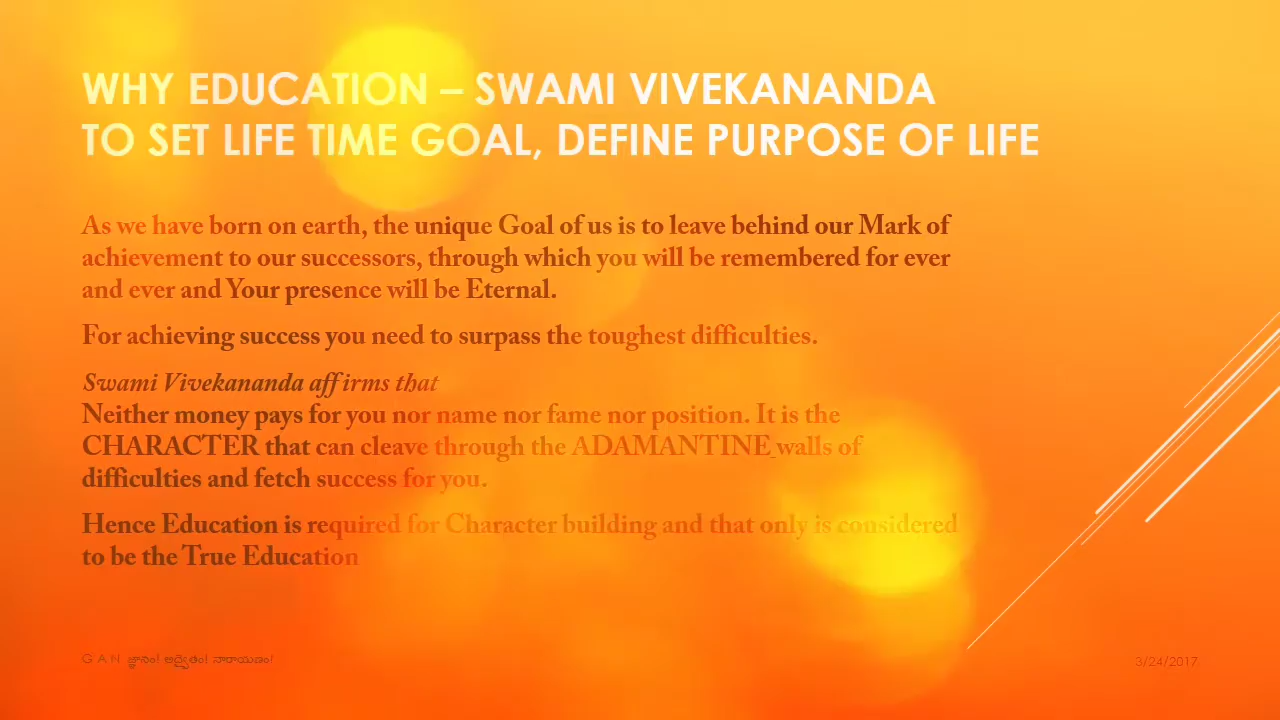 WHY EDUCATION – SWAMI VIVEKANANDA
TO SET LIFE TIME GOAL, DEFINE PURPOSE OF LIFE
As we have born on earth, the unique Goal of us is to leave behind our Mark of
achievement to our successors, through which you will be remembered for ever
and ever and Your presence will be Eternal.
For achieving success you need to surpass the toughest difficulties.
Swami Vivekananda affirms that
Neither money pays for you nor name nor fame nor position. It is the
CHARACTER that can cleave through the ADAMANTINE walls of
difficulties and fetch success for you.
Hence Education is required for Character building and that only is considered
to be the True Education
G A N జ్ఞానం! అద్వైతం! నారాయణం!
3/24/2017